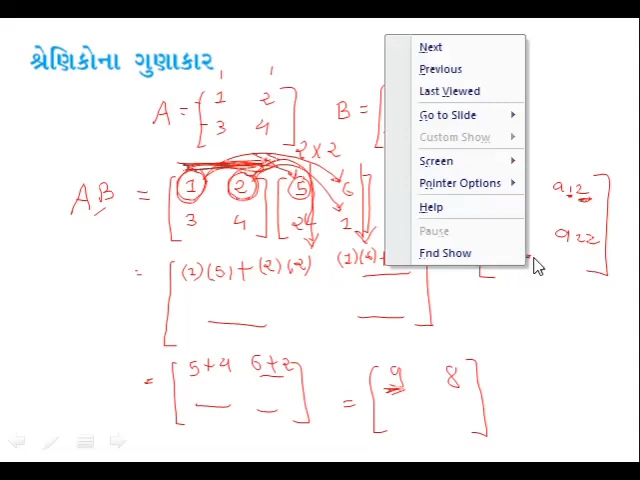 શ્રેણિકોના ગુણાકાર
A = [ 1 2
3 4 ] B = [
2 × 2
AB = [ 1 2
3 4 ] [ 5 6
2 1 ]
a12
a22
= [ (1)(5) + (2)(2) (1)(6) +
= [ 5+4 6+2 ] = [ 9 8 ]
Next
Previous
Last Viewed
Go to Slide
Custom Show
Screen
Pointer Options
Help
Pause
End Show